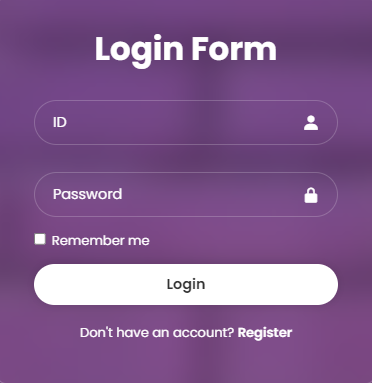 Login Form
ID
Password
Remember me
Login
Don't have an account? Register